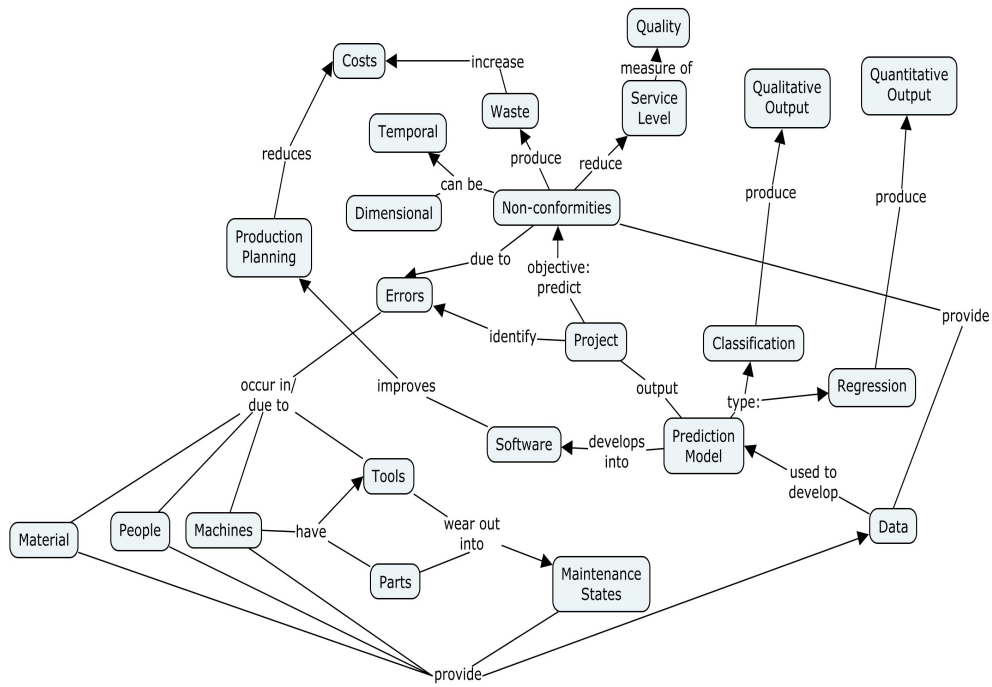 Quality
Costs
increase
measure of
Qualitative
Output
Quantitative
Output
Waste
Service
Level
Temporal
reduces
produce
reduce
can be
produce
produce
Dimensional
Non-conformities
Production
Planning
due to
objective:
predict
Errors
provide
identify
Project
Classification
occur in/
due to
improves
output
type:
Regression
Software
develops
into
Prediction
Model
Tools
used to
develop
Material
People
Machines
have
wear out
into
Data
Parts
Maintenance
States
provide